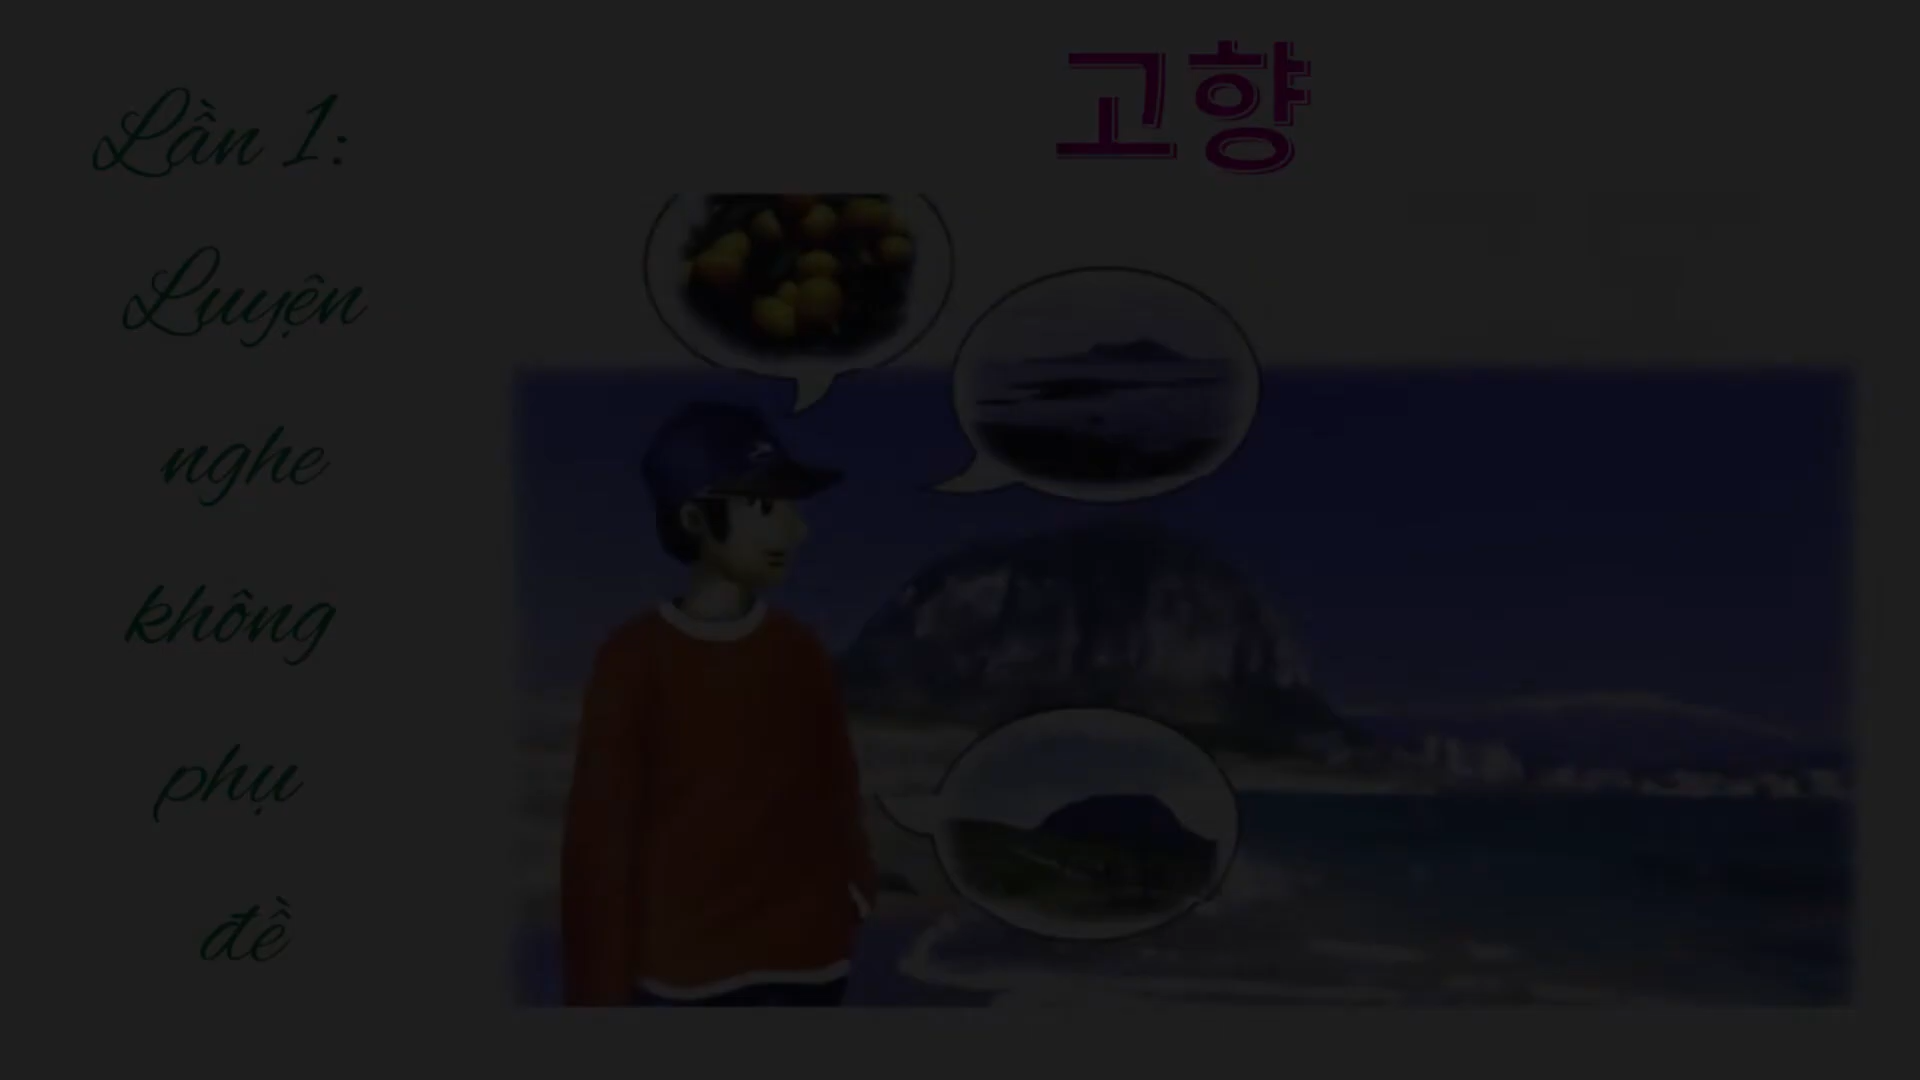 고향
Lần 1:
Luyện
nghe
không
phụ
đề